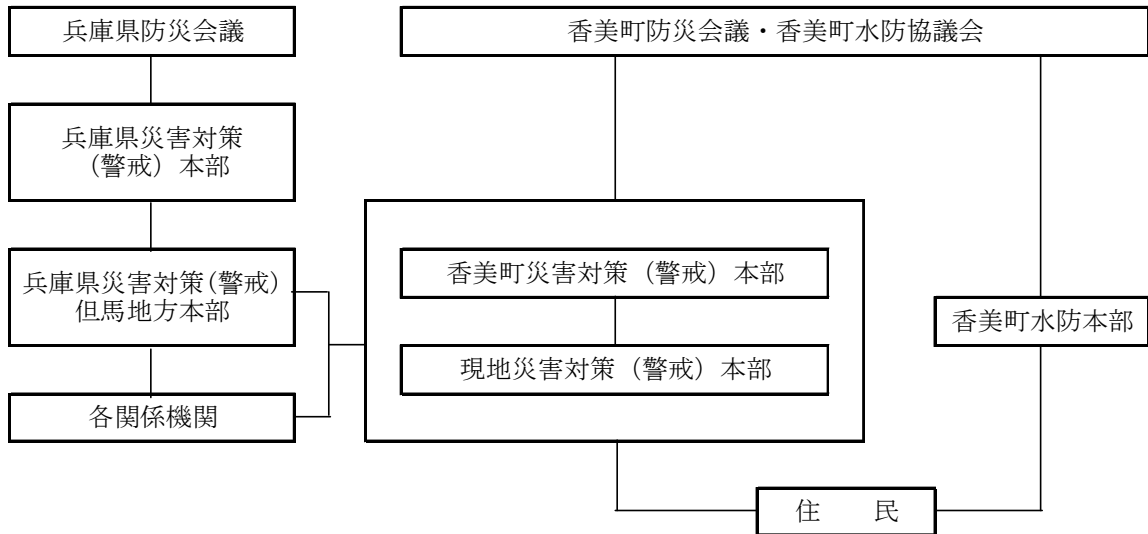 兵庫県防災会議
香美町防災会議・香美町水防協議会
兵庫県災害対策
(警戒)本部
兵庫県災害対策(警戒)
但馬地方本部
各関係機関
香美町災害対策(警戒)本部
現地災害対策(警戒)本部
香美町水防本部
住　　民